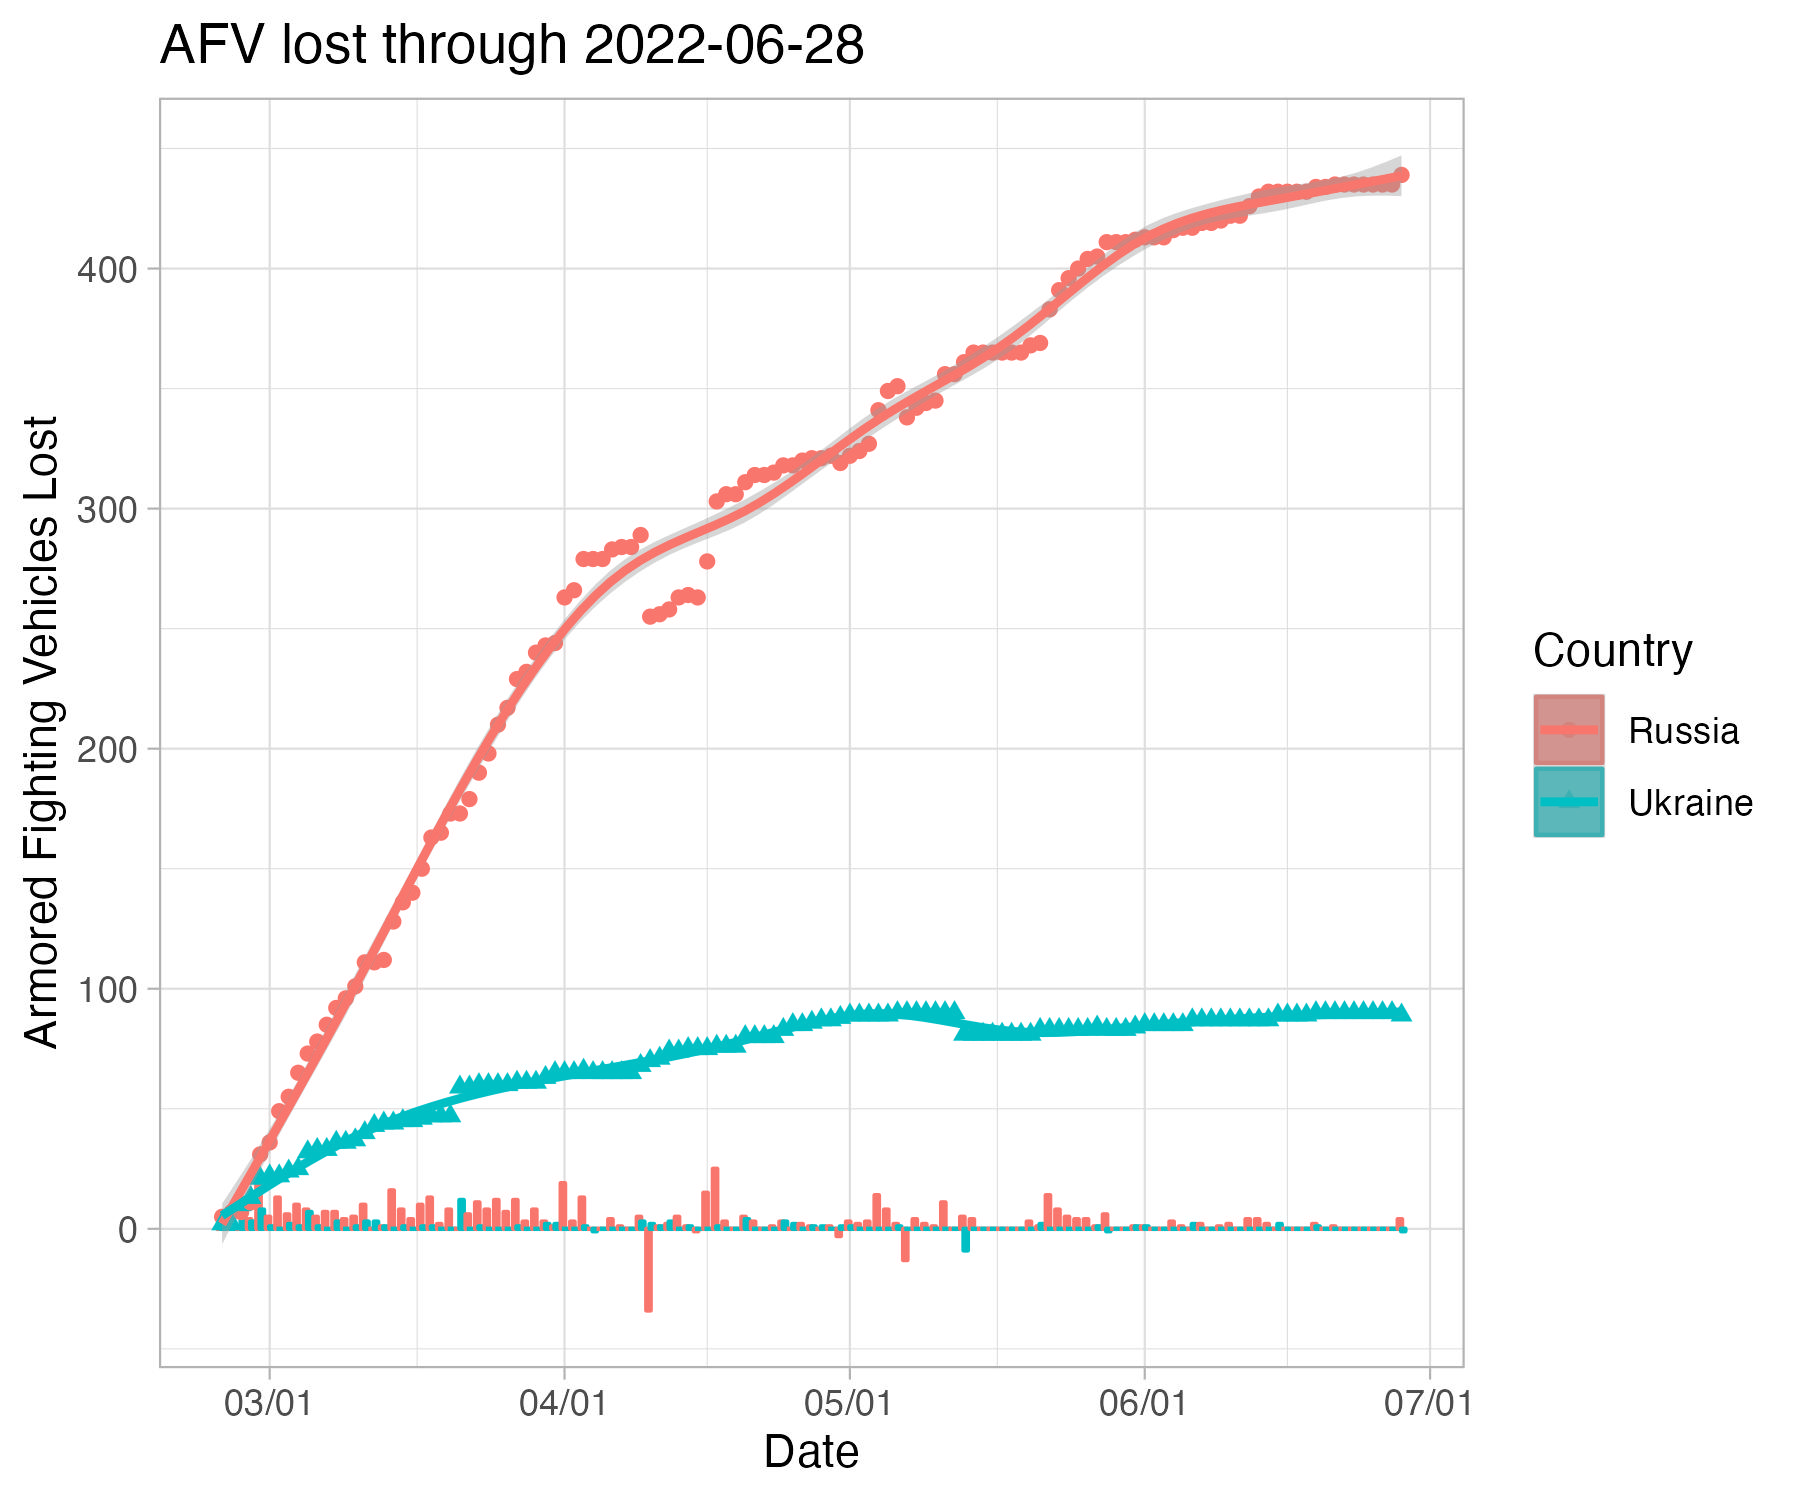 AFV lost through 2022-06-28
Armored Fighting Vehicles Lost
400
300
200
100
0
03/01
04/01
05/01
06/01
07/01
Date
Country
Russia
Ukraine